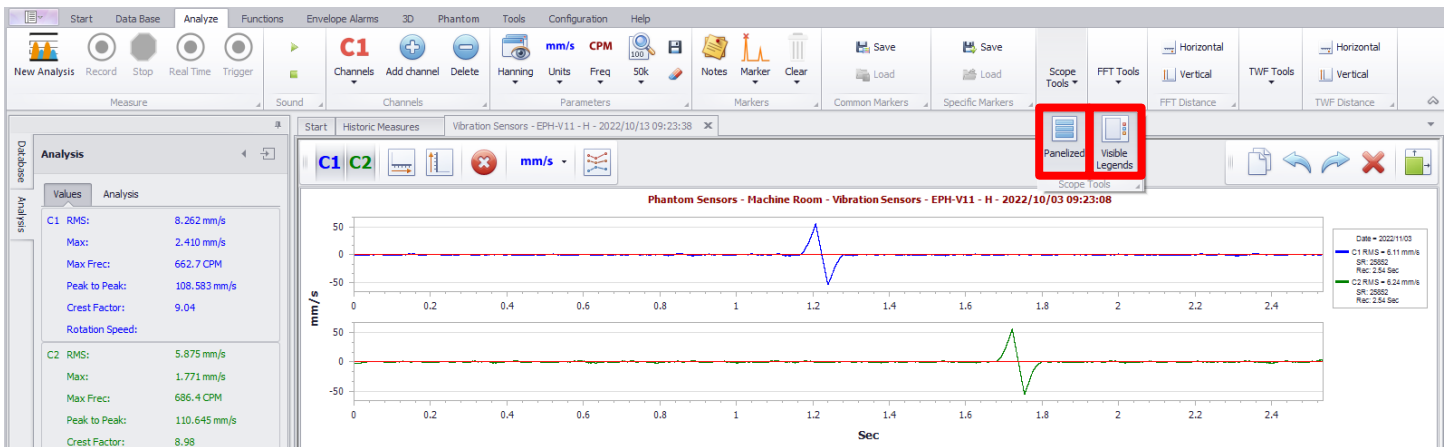 Start Data Base Analyze Functions Envelope Alarms 3D Phantom Tools Configuration Help
C1 mm/s CPM 100
New Analysis Record Stop Real Time Trigger Channels Add channel Delete Hanning Units Freq 50k Notes Marker Clear
Save Save Horizontal Horizontal
Load Load Scope Tools FFT Tools Vertical TWF Tools Vertical
Measure Sound Channels Parameters Markers Common Markers Specific Markers FFT Distance TWF Distance
Start Historic Measures Vibration Sensors - EPH-V11 - H - 2022/10/13 09:23:38 X
Panelized Visible Legends
Scope Tools
Database
Analysis
Analysis
Values Analysis
C1 RMS: 8.262 mm/s
Max: 2.410 mm/s
Max Frec: 662.7 CPM
Peak to Peak: 108.583 mm/s
Crest Factor: 9.04
Rotation Speed:
C2 RMS: 5.875 mm/s
Max: 1.771 mm/s
Max Frec: 686.4 CPM
Peak to Peak: 110.645 mm/s
Crest Factor: 8.98
C1 C2 mm/s
Phantom Sensors - Machine Room - Vibration Sensors - EPH-V11 - H - 2022/10/03 09:23:08
50
0
-50
0 0.2 0.4 0.6 0.8 1 1.2 1.4 1.6 1.8 2 2.2 2.4
mm/s
50
0
-50
0 0.2 0.4 0.6 0.8 1 1.2 1.4 1.6 1.8 2 2.2 2.4
Sec
Date = 2022/11/03
C1 RMS = 6.11 mm/s
SR: 25852
Rec: 2.54 Sec
C2 RMS = 6.24 mm/s
SR: 25852
Rec: 2.54 Sec